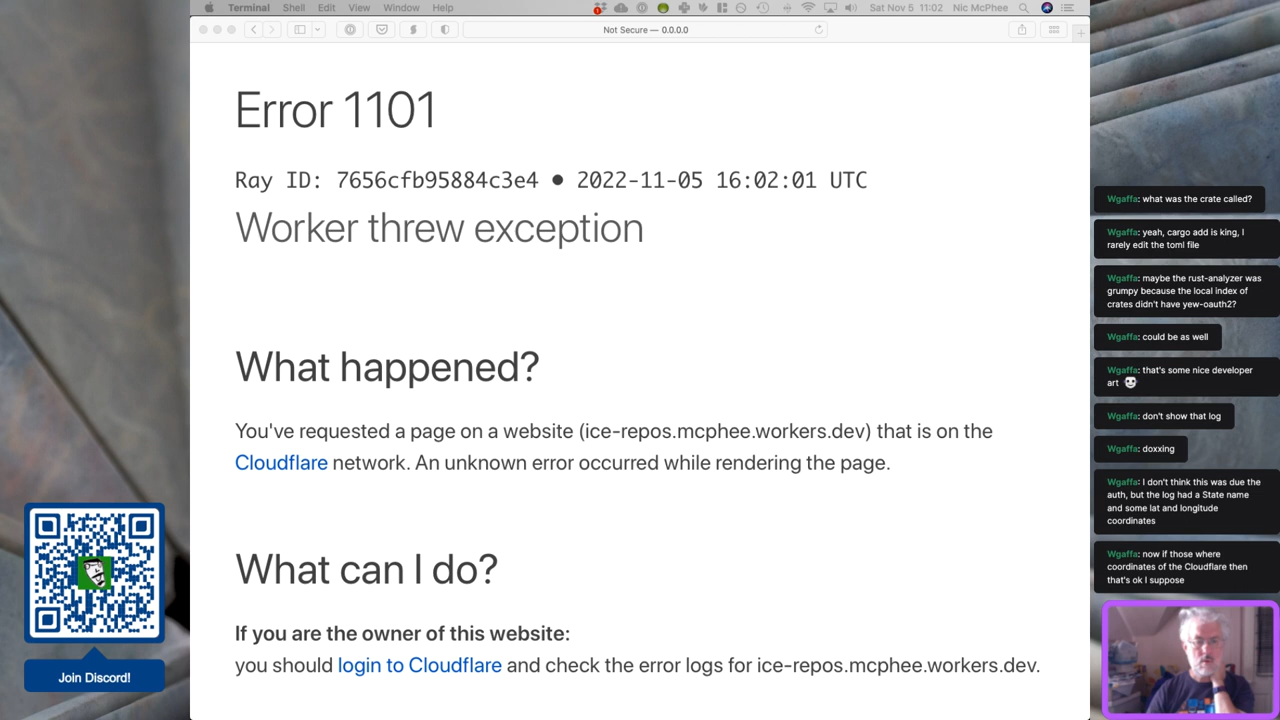 Terminal Shell Edit View Window Help
Sat Nov 5 11:02 Nic McPhee
Not Secure — 0.0.0.0
Error 1101
Ray ID: 7656cfb95884c3e4 • 2022-11-05 16:02:01 UTC
Worker threw exception
What happened?
You've requested a page on a website (ice-repos.mcphee.workers.dev) that is on the
Cloudflare network. An unknown error occurred while rendering the page.
What can I do?
If you are the owner of this website:
you should login to Cloudflare and check the error logs for ice-repos.mcphee.workers.dev.
Join Discord!
Wgaffa: what was the crate called?
Wgaffa: yeah, cargo add is king, I
rarely edit the toml file
Wgaffa: maybe the rust-analyzer was
grumpy because the local index of
crates didn't have yew-oauth2?
Wgaffa: could be as well
Wgaffa: that's some nice developer
art
Wgaffa: don't show that log
Wgaffa: doxxing
Wgaffa: I don't think this was due the
auth, but the log had a State name
and some lat and longitude
coordinates
Wgaffa: now if those where
coordinates of the Cloudflare then
that's ok I suppose